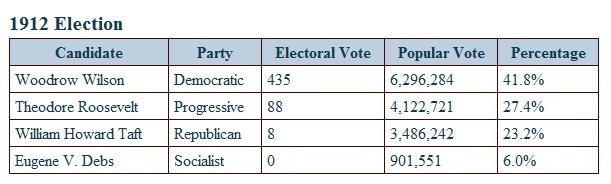 1912 Election
Candidate Party Electoral Vote Popular Vote Percentage
Woodrow Wilson Democratic 435 6,296,284 41.8%
Theodore Roosevelt Progressive 88 4,122,721 27.4%
William Howard Taft Republican 8 3,486,242 23.2%
Eugene V. Debs Socialist 0 901,551 6.0%